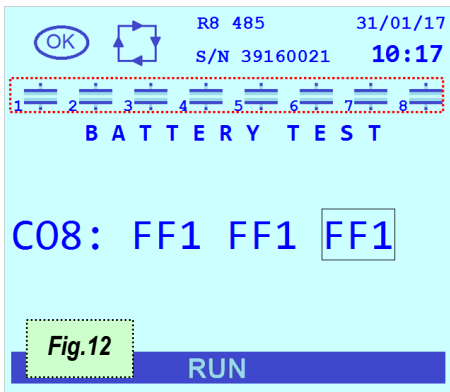 OK R8 485 31/01/17
S/N 39160021 10:17
1 2 3 4 5 6 7 8
BATTERY TEST
C08: FF1 FF1 FF1
Fig.12
RUN